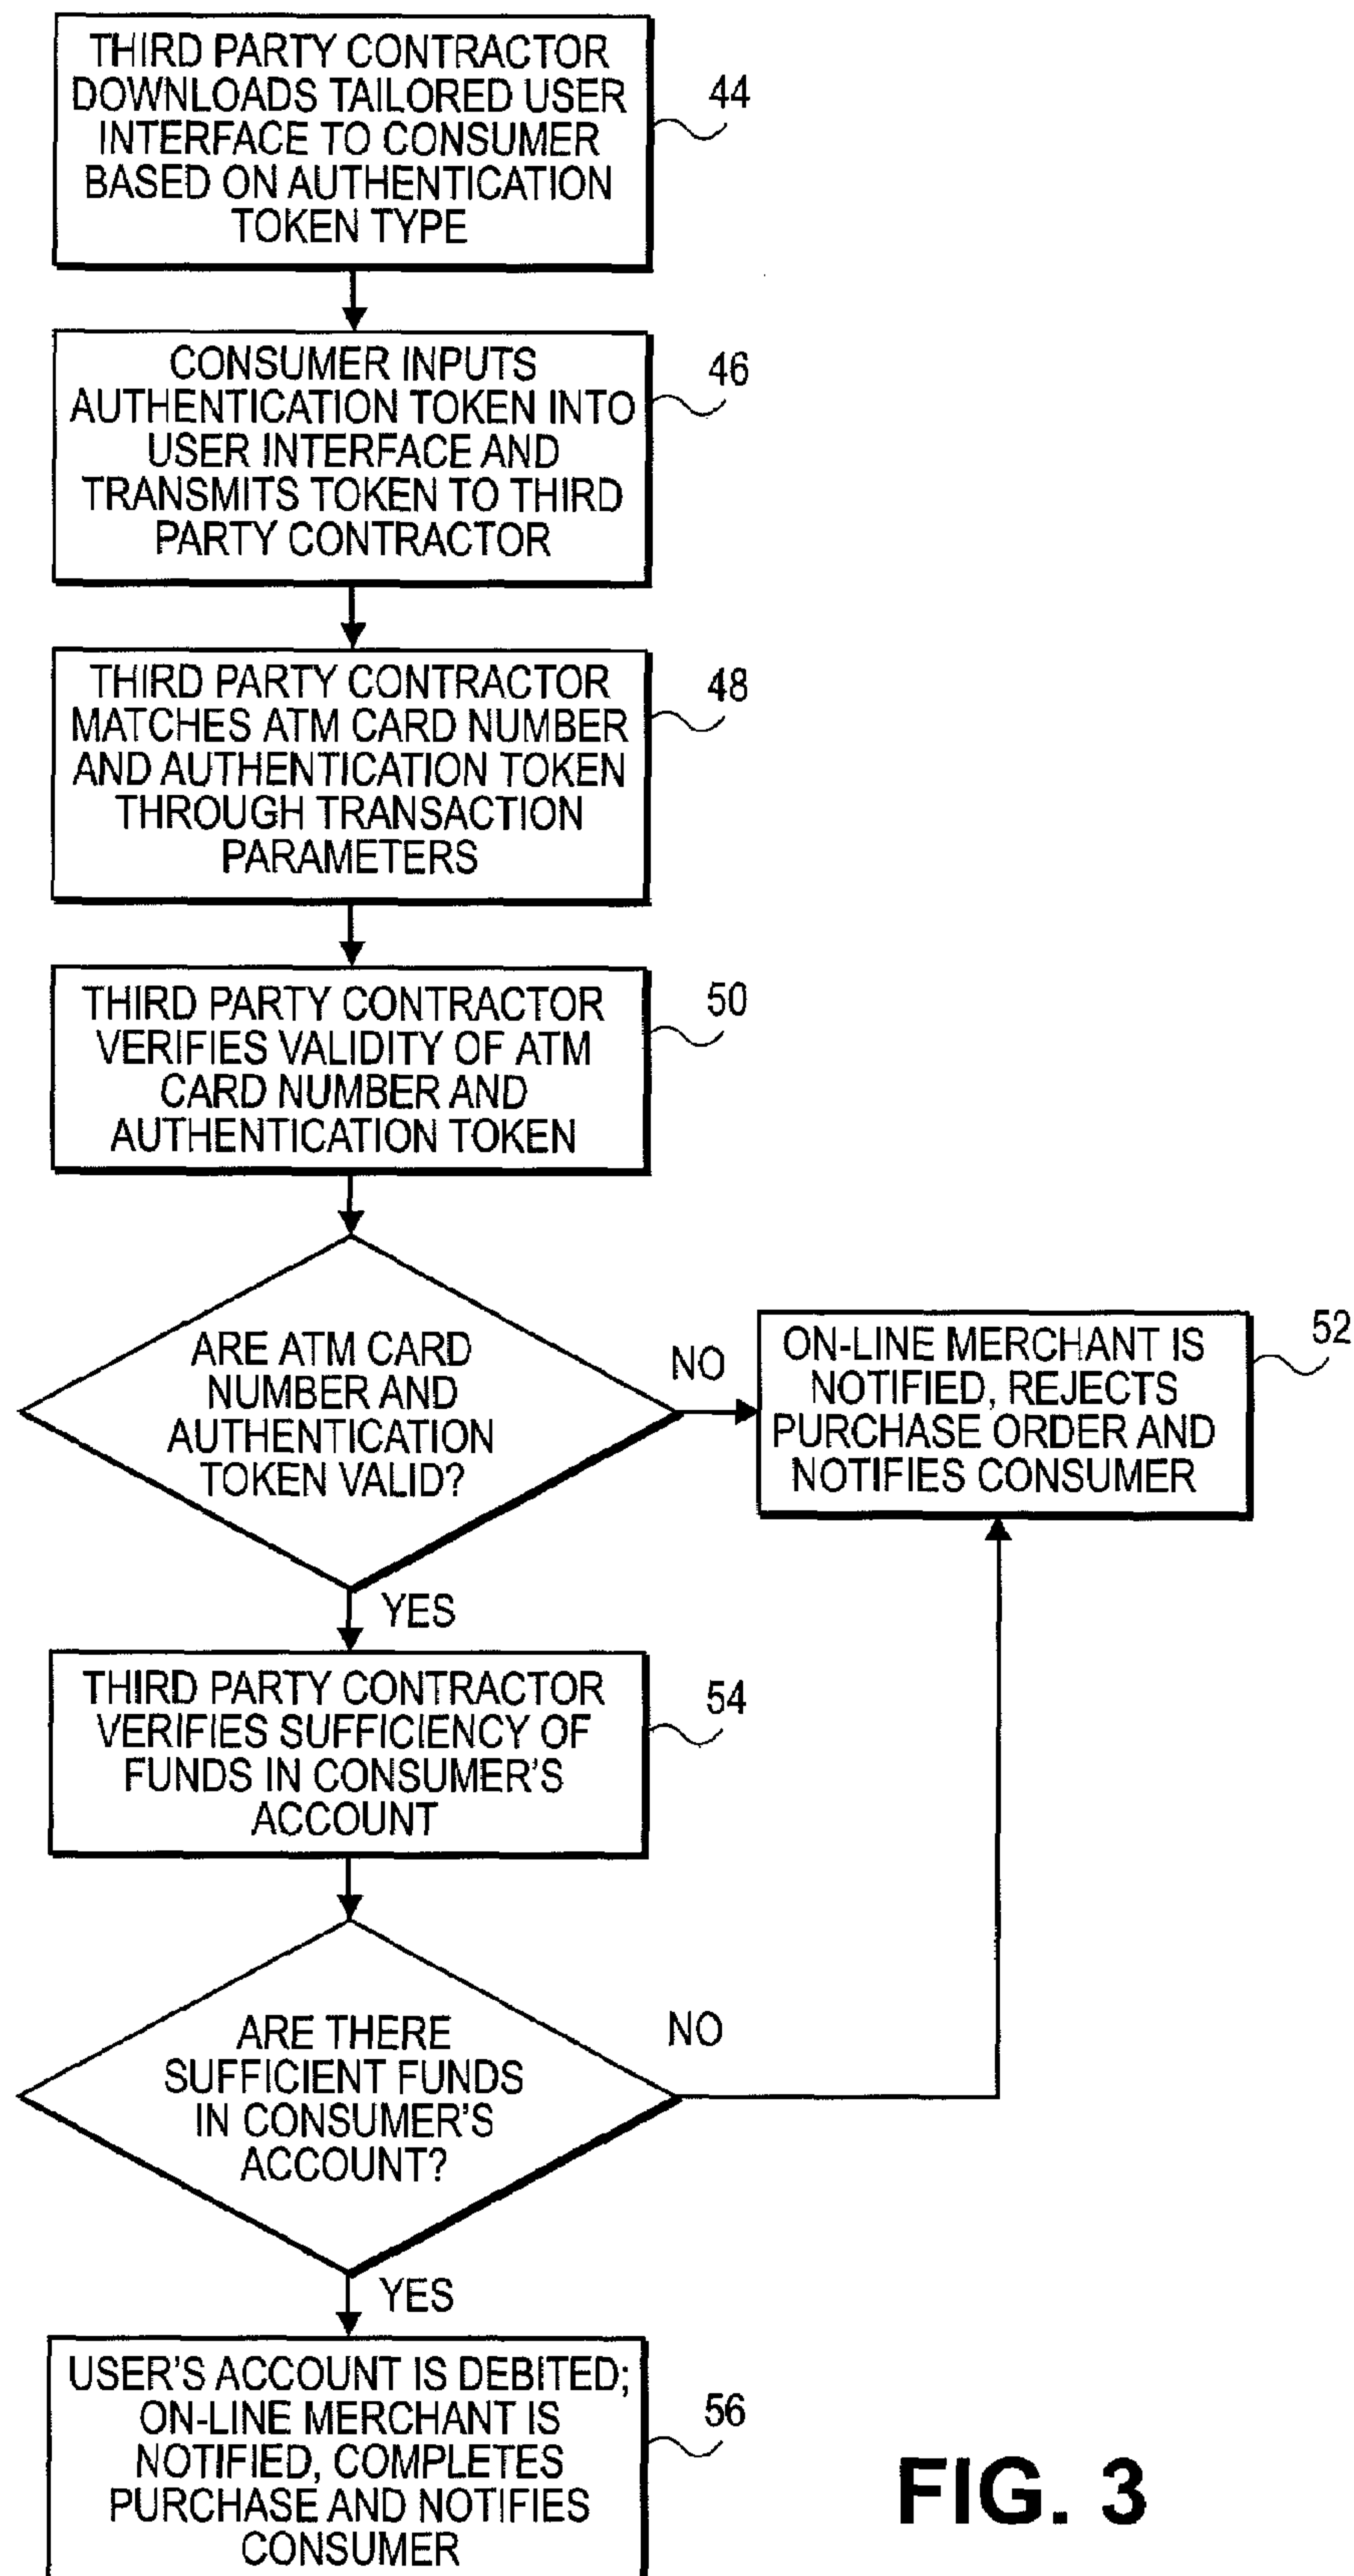 THIRD PARTY CONTRACTOR
DOWNLOADS TAILORED USER
INTERFACE TO CONSUMER
BASED ON AUTHENTICATION
TOKEN TYPE
44
CONSUMER INPUTS
AUTHENTICATION TOKEN INTO
USER INTERFACE AND
TRANSMITS TOKEN TO THIRD
PARTY CONTRACTOR
46
THIRD PARTY CONTRACTOR
MATCHES ATM CARD NUMBER
AND AUTHENTICATION TOKEN
THROUGH TRANSACTION
PARAMETERS
48
THIRD PARTY CONTRACTOR
VERIFIES VALIDITY OF ATM
CARD NUMBER AND
AUTHENTICATION TOKEN
50
ARE ATM CARD
NUMBER AND
AUTHENTICATION
TOKEN VALID?
NO
ON-LINE MERCHANT IS
NOTIFIED, REJECTS
PURCHASE ORDER AND
NOTIFIES CONSUMER
52
YES
THIRD PARTY CONTRACTOR
VERIFIES SUFFICIENCY OF
FUNDS IN CONSUMER'S
ACCOUNT
54
ARE THERE
SUFFICIENT FUNDS
IN CONSUMER'S
ACCOUNT?
NO
YES
USER'S ACCOUNT IS DEBITED;
ON-LINE MERCHANT IS
NOTIFIED, COMPLETES
PURCHASE AND NOTIFIES
CONSUMER
56
FIG. 3